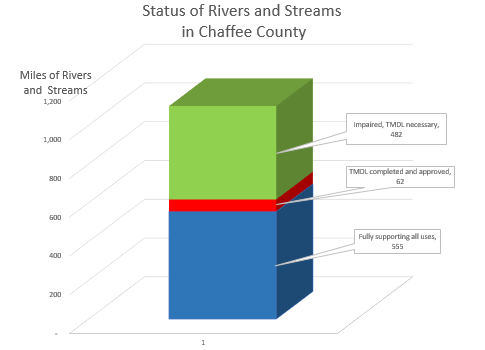 Status of Rivers and Streams
in Chaffee County
Miles of Rivers
and Streams
1,200
1,000
800
600
400
200
-
1
Impaired, TMDL necessary,
482
TMDL completed and approved,
62
Fully supporting all uses,
555